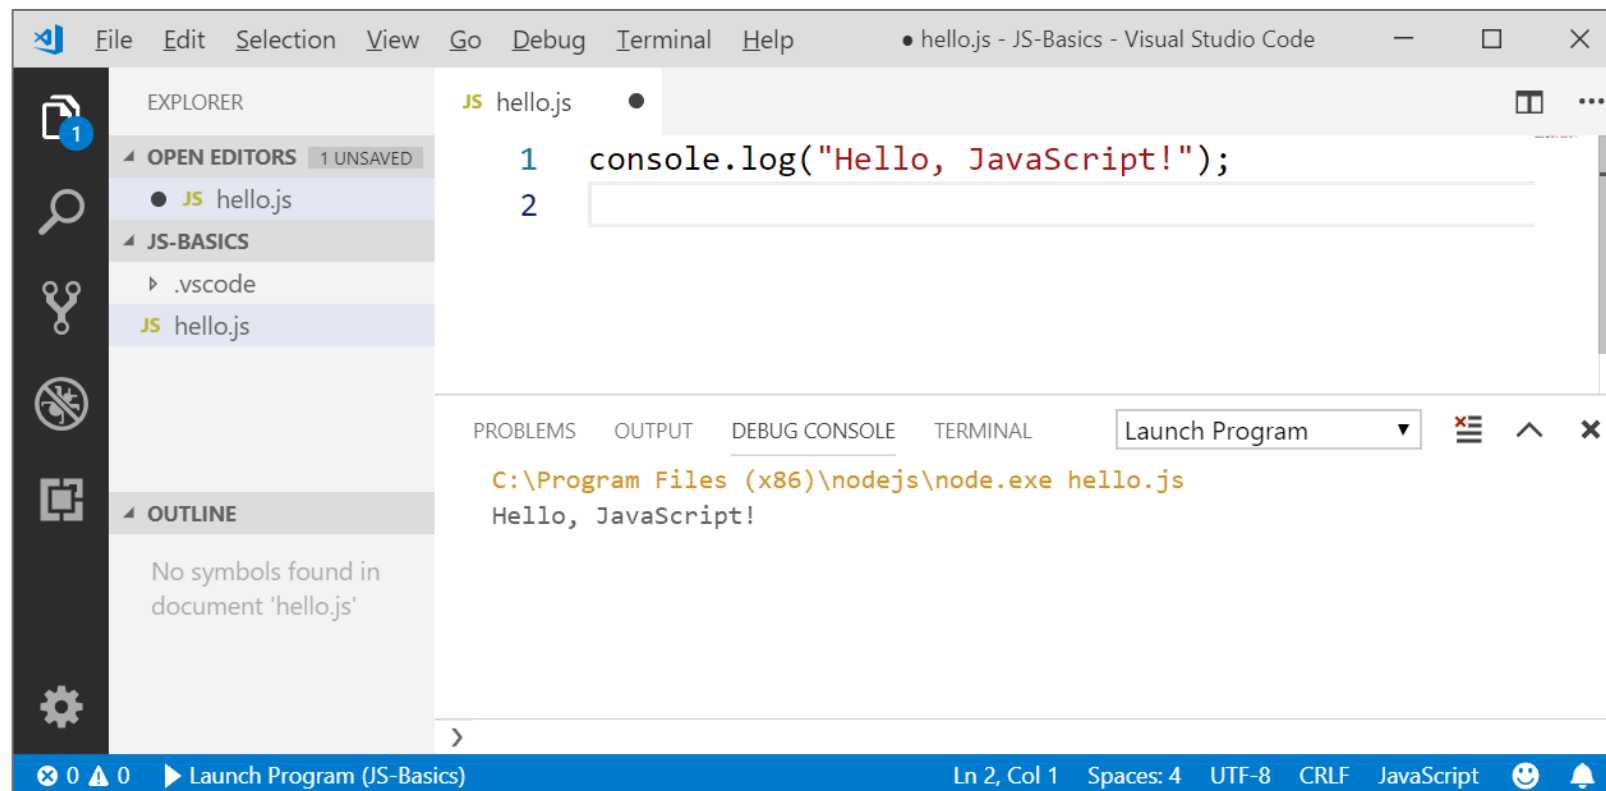 File Edit Selection View Go Debug Terminal Help ● hello.js - JS-Basics - Visual Studio Code
1
EXPLORER
OPEN EDITORS 1 UNSAVED
● JS hello.js
JS-BASICS
.vscode
JS hello.js
OUTLINE
No symbols found in
document 'hello.js'
JS hello.js ●
1 console.log("Hello, JavaScript!");
2
PROBLEMS OUTPUT DEBUG CONSOLE TERMINAL Launch Program
C:\Program Files (x86)\nodejs\node.exe hello.js
Hello, JavaScript!
0 0 Launch Program (JS-Basics) Ln 2, Col 1 Spaces: 4 UTF-8 CRLF JavaScript